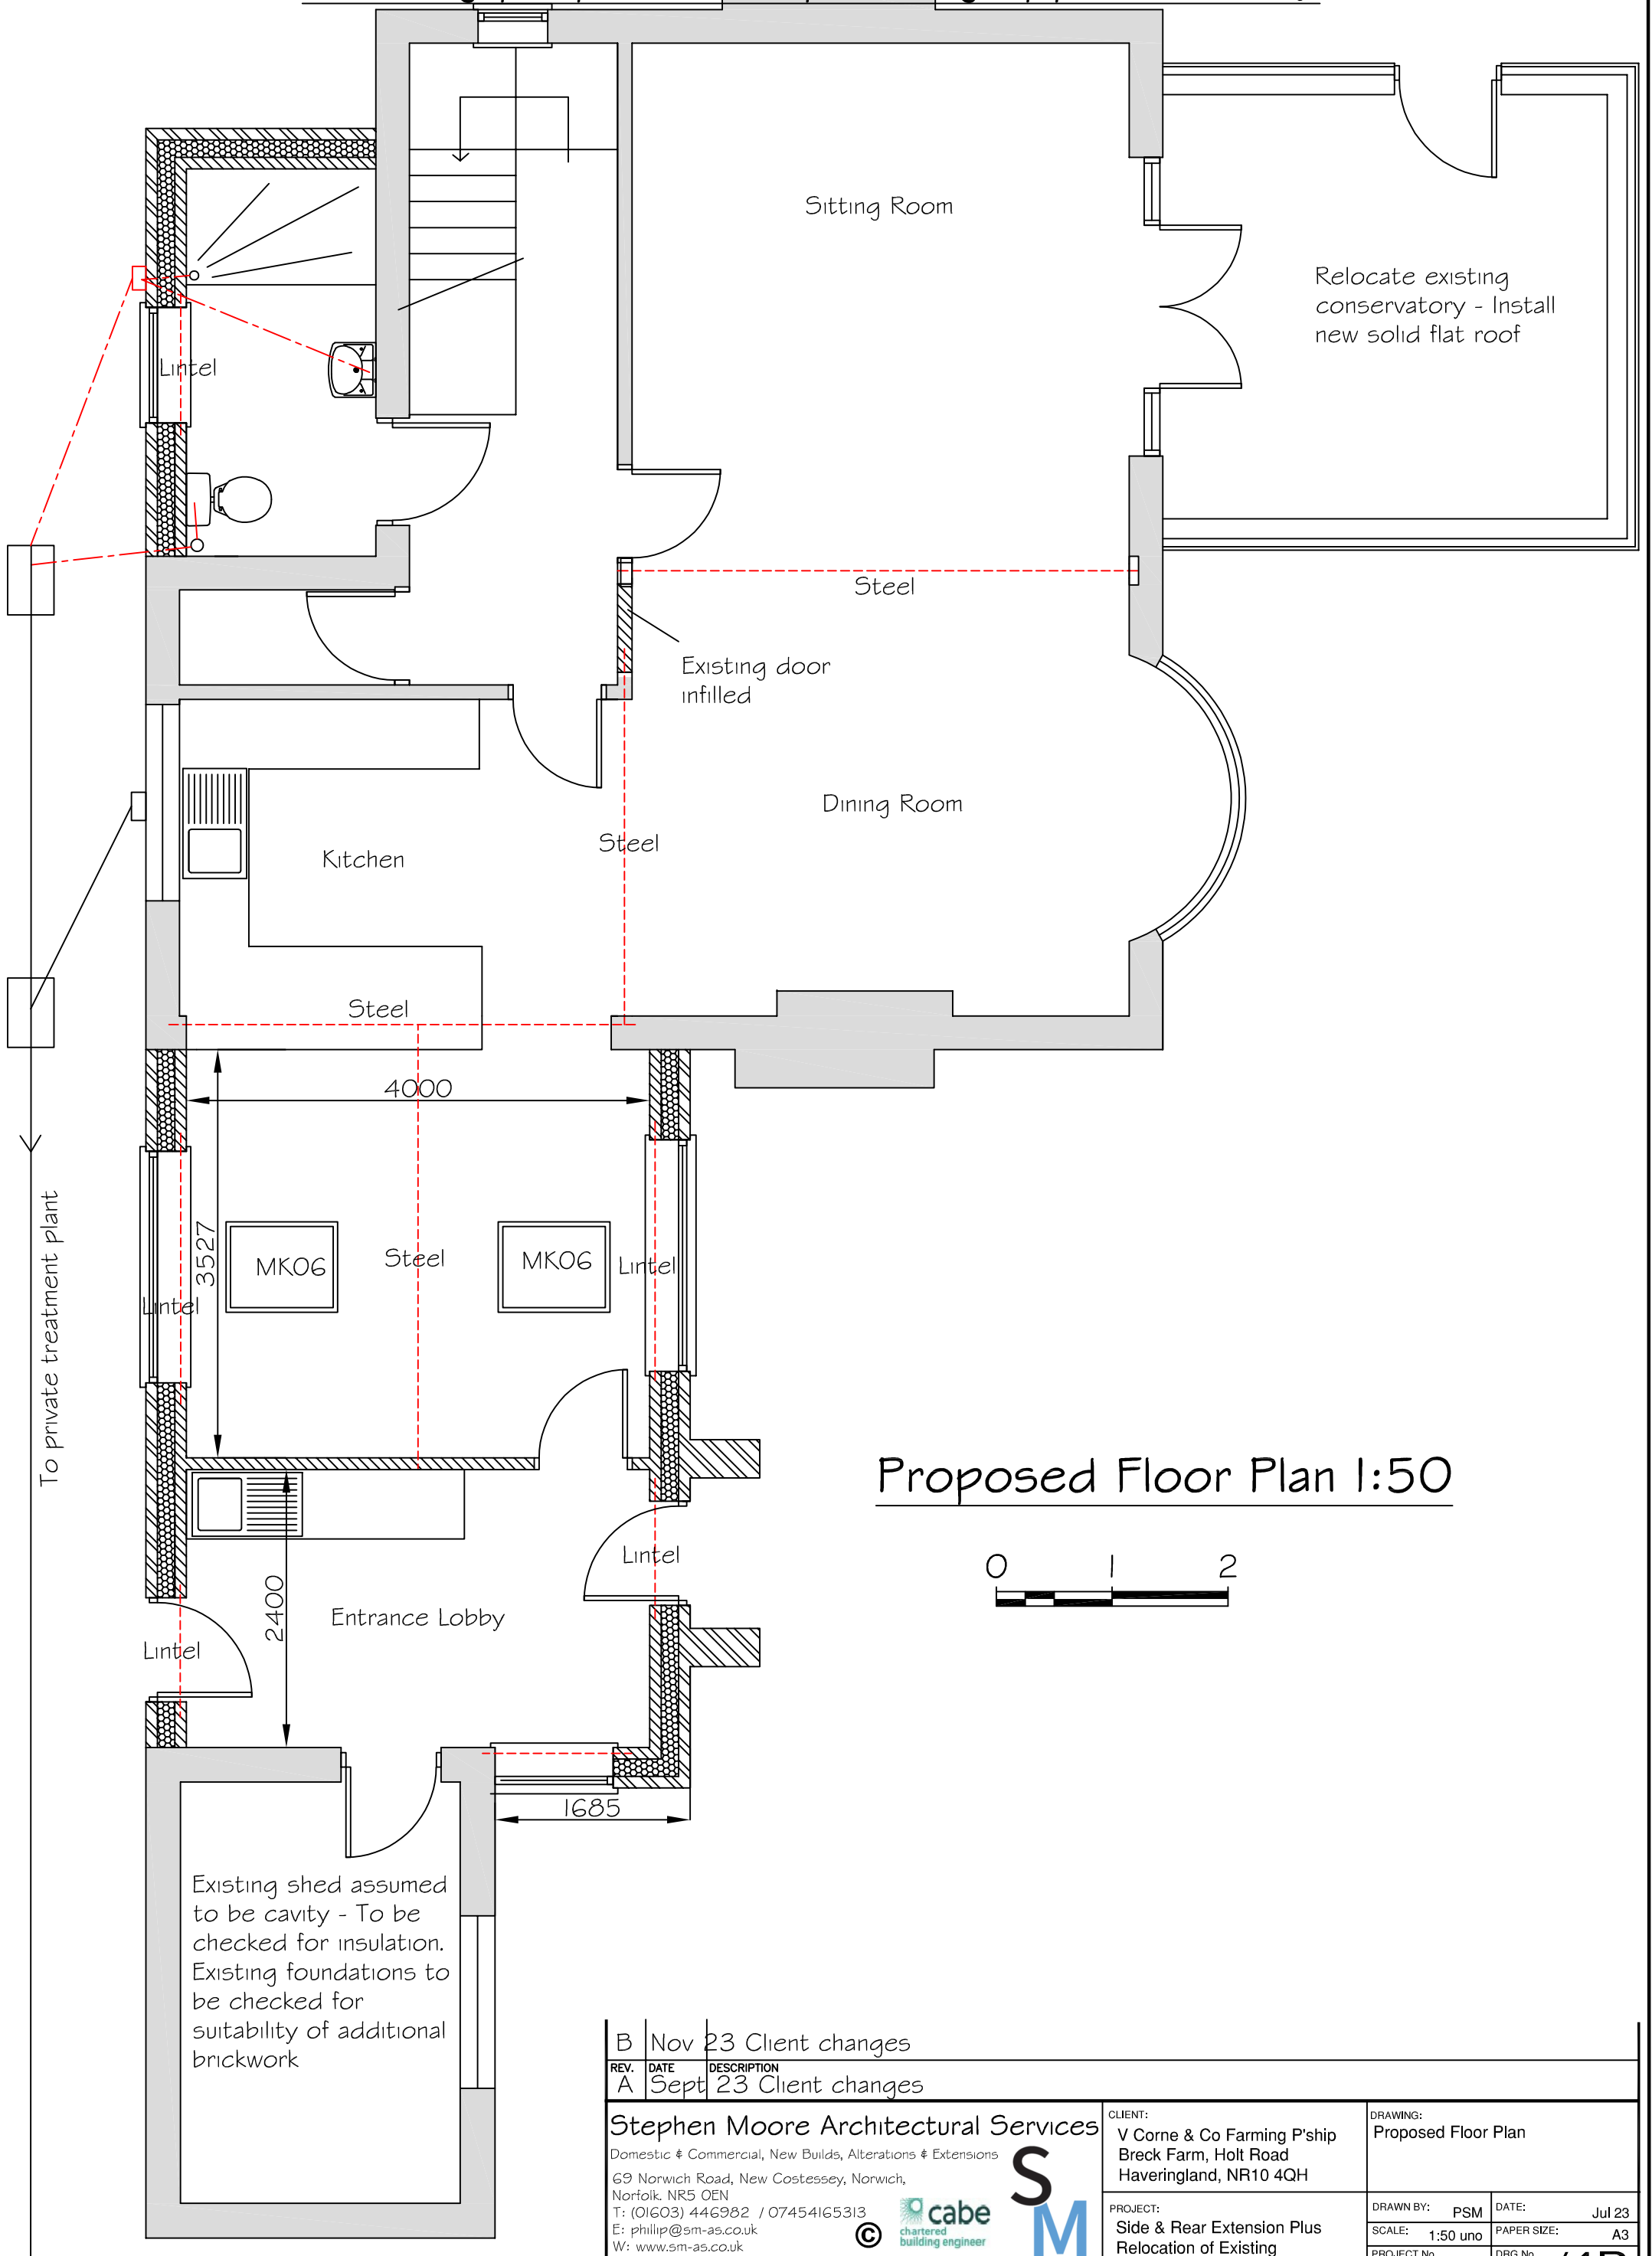 Sitting Room
Relocate existing
conservatory - Install
new solid flat roof
Lintel
Steel
Existing door
infilled
Dining Room
Steel
Kitchen
Steel
4000
3527
MK06
Steel
MK06
Lintel
Lintel
To private treatment plant
Proposed Floor Plan 1:50
0 1 2
Lintel
2400
Entrance Lobby
Lintel
1685
Existing shed assumed
to be cavity - To be
checked for insulation.
Existing foundations to
be checked for
suitability of additional
brickwork
B Nov 23 Client changes
REV. DATE DESCRIPTION
A Sept 23 Client changes
Stephen Moore Architectural Services
Domestic & Commercial, New Builds, Alterations & Extensions
69 Norwich Road, New Costessey, Norwich,
Norfolk. NR5 0EN
T: (01603) 446982 / 07454165313
E: phillip@sm-as.co.uk
W: www.sm-as.co.uk
©
cabe
chartered
building engineer
S
M
CLIENT:
V Corne & Co Farming P'ship
Breck Farm, Holt Road
Haveringland, NR10 4QH
PROJECT:
Side & Rear Extension Plus
Relocation of Existing
DRAWING:
Proposed Floor Plan
DRAWN BY: PSM DATE: Jul 23
SCALE: 1:50 uno PAPER SIZE: A3
PROJECT No. DRG No.